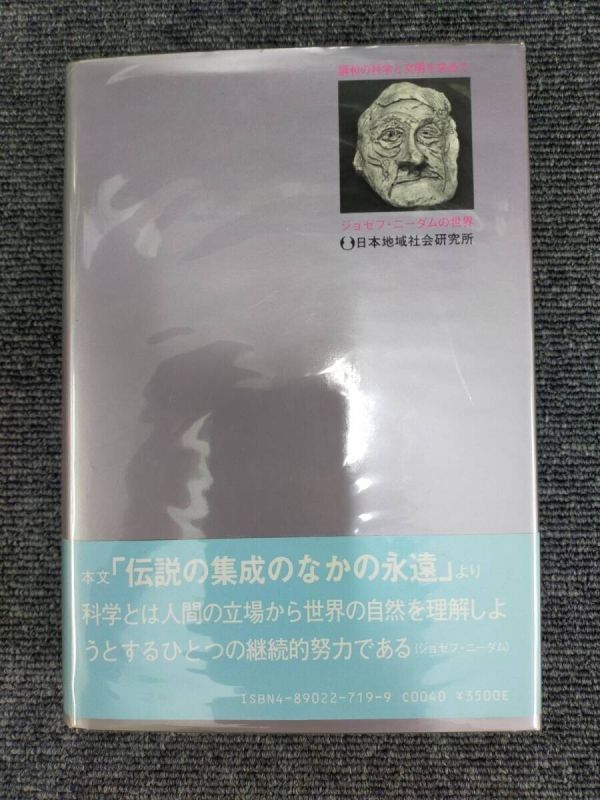 調和の科学と文明を求めて
ジョセフ・ニーダムの世界
日本地域社会研究所
本文「伝説の集成のなかの永遠」より
科学とは人間の立場から世界の自然を理解しよ
うとするひとつの継続的努力である(ジョセフ・ニーダム)
ISBN4-89022-719-9 C0040 ¥3500E